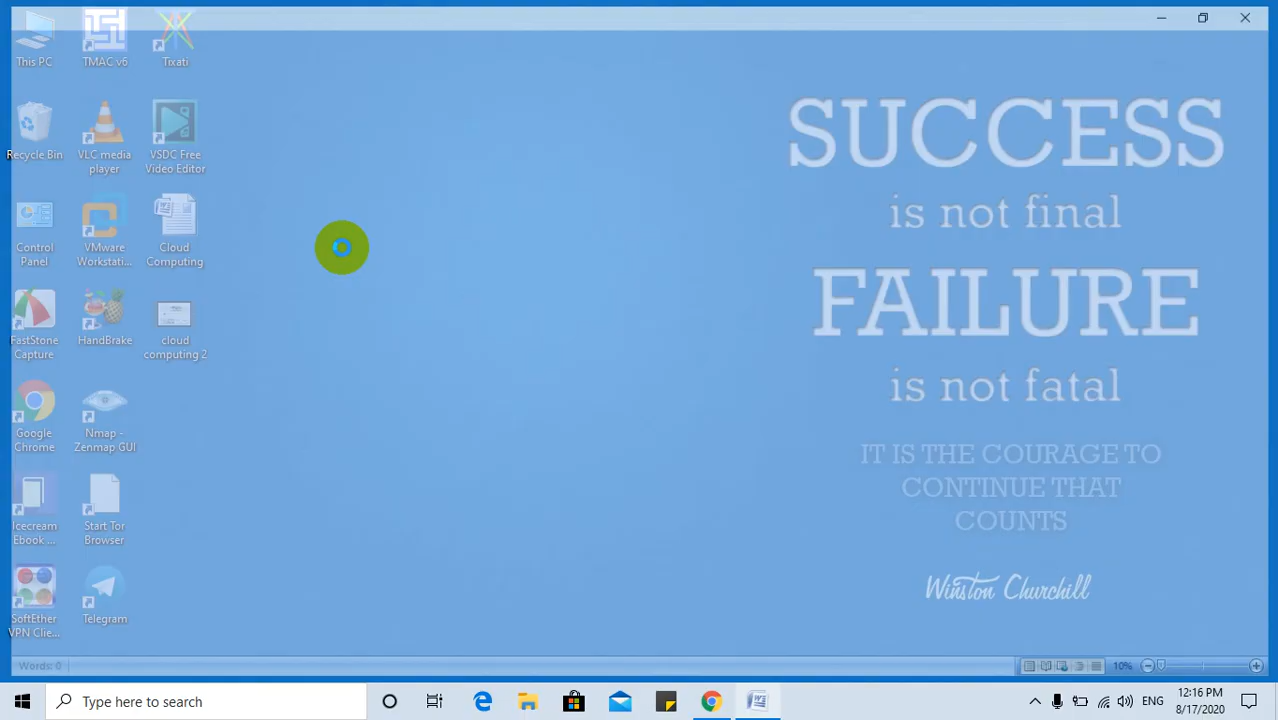 This PC
TMAC v6
Tixati
Recycle Bin
VLC media
player
VSDC Free
Video Editor
Control
Panel
VMware
Workstati...
Cloud
Computing
FastStone
Capture
HandBrake
cloud
computing 2
Google
Chrome
Nmap -
Zenmap GUI
Icecream
Ebook ...
Start Tor
Browser
SoftEther
VPN Clie...
Telegram
SUCCESS
is not final
FAILURE
is not fatal
IT IS THE COURAGE TO
CONTINUE THAT
COUNTS
Winston Churchill
Words: 0
10%
Type here to search
ENG
12:16 PM
8/17/2020